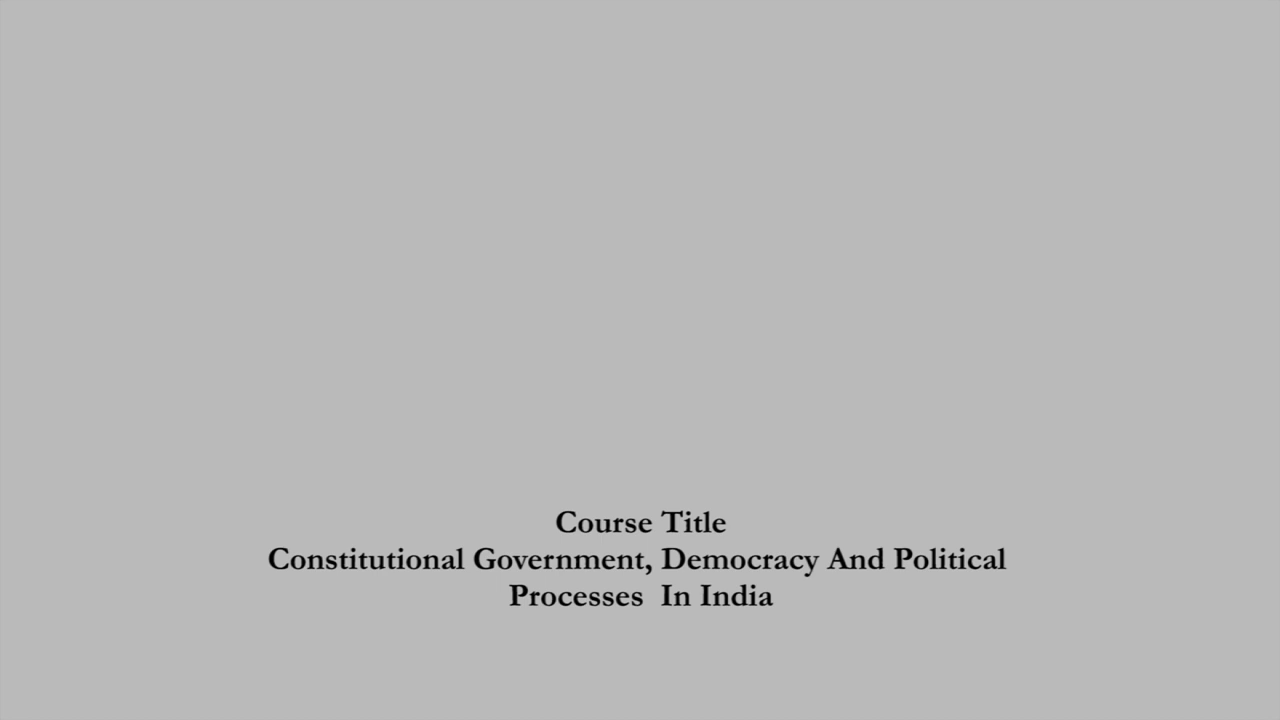 Course Title
Constitutional Government, Democracy And Political
Processes  In India